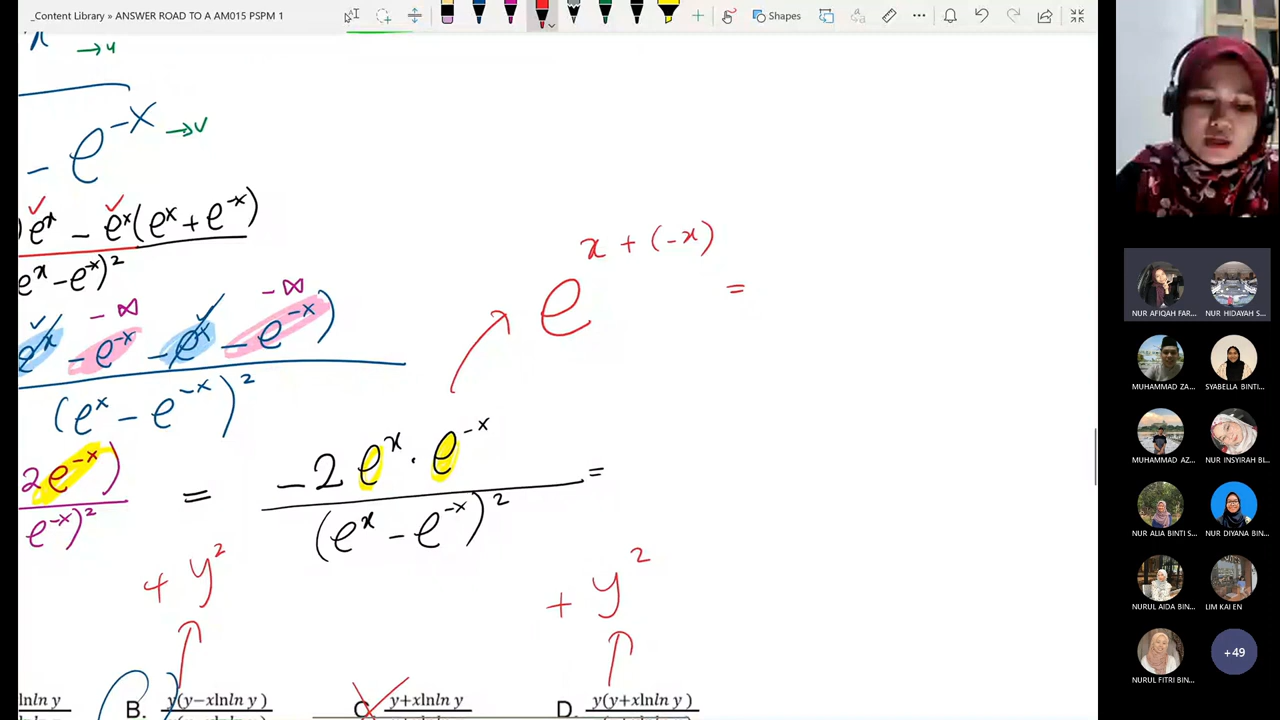 _Content Library » ANSWER ROAD TO A AM015 PSPM 1
Shapes
x → u
- e^{-x} → v
e^x - e^x(e^x + e^{-x})
e^x - e^{-x})^2
e^{x + (-x)} =
e^x - e^{-x} - e^x - e^{-x})
(e^x - e^{-x})^2
2e^{-x})
e^{-x})^2
= -2 e^x · e^{-x} =
(e^x - e^{-x})^2
+ y^2
+ y^2
lnln y
B. y(y−xlnln y )
C. y+xlnln y
D. y(y+xlnln y )
NUR AFIQAH FAR...
NUR HIDAYAH S...
MUHAMMAD ZA...
SYABELLA BINTI...
MUHAMMAD AZ...
NUR INSYIRAH BI...
NUR ALIA BINTI S...
NUR DIYANA BIN...
NURUL AIDA BIN...
LIM KAI EN
NURUL FITRI BIN...
+49